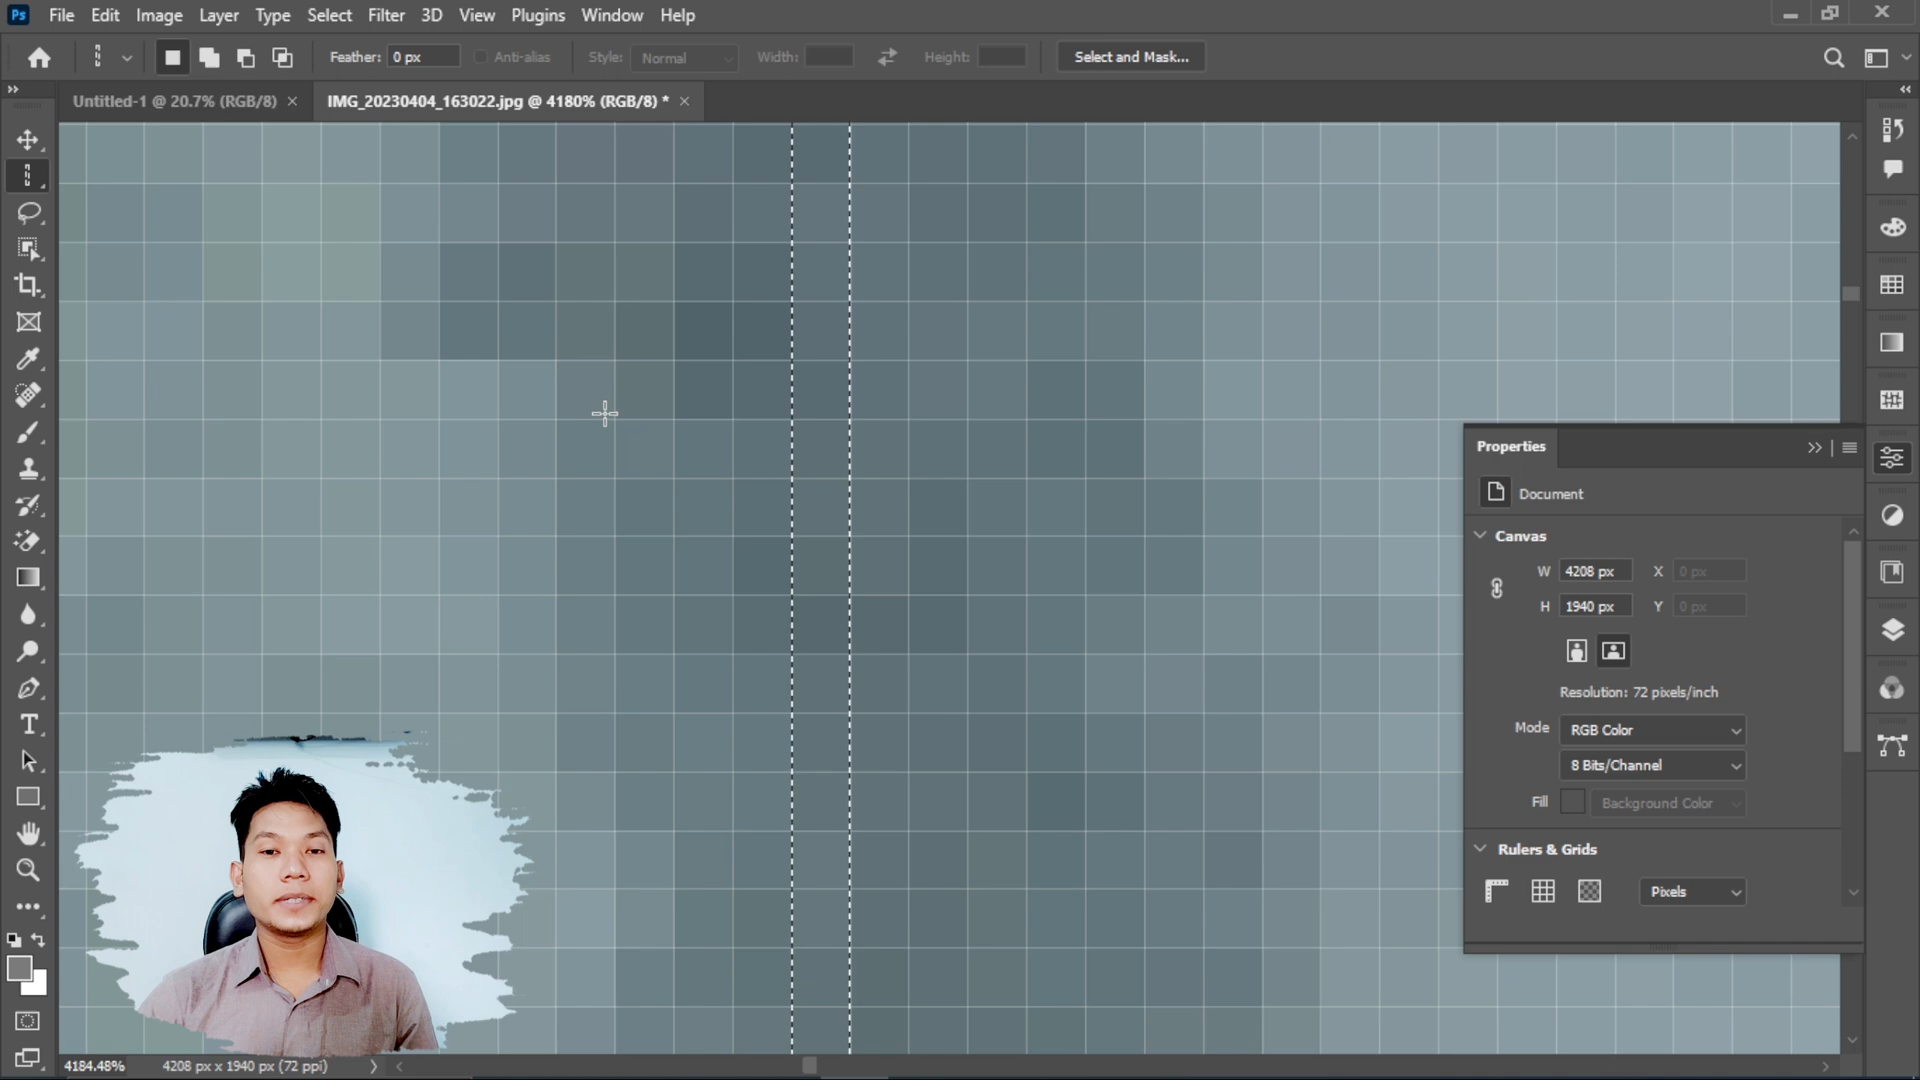 Ps File Edit Image Layer Type Select Filter 3D View Plugins Window Help
Feather: 0 px Anti-alias Style: Normal Width: Height: Select and Mask...
Untitled-1 @ 20.7% (RGB/8) IMG_20230404_163022.jpg @ 4180% (RGB/8) *
Properties
Document
Canvas
W 4208 px X 0 px
H 1940 px Y 0 px
Resolution: 72 pixels/inch
Mode RGB Color
8 Bits/Channel
Fill Background Color
Rulers & Grids
Pixels
4184.48% 4208 px x 1940 px (72 ppi)